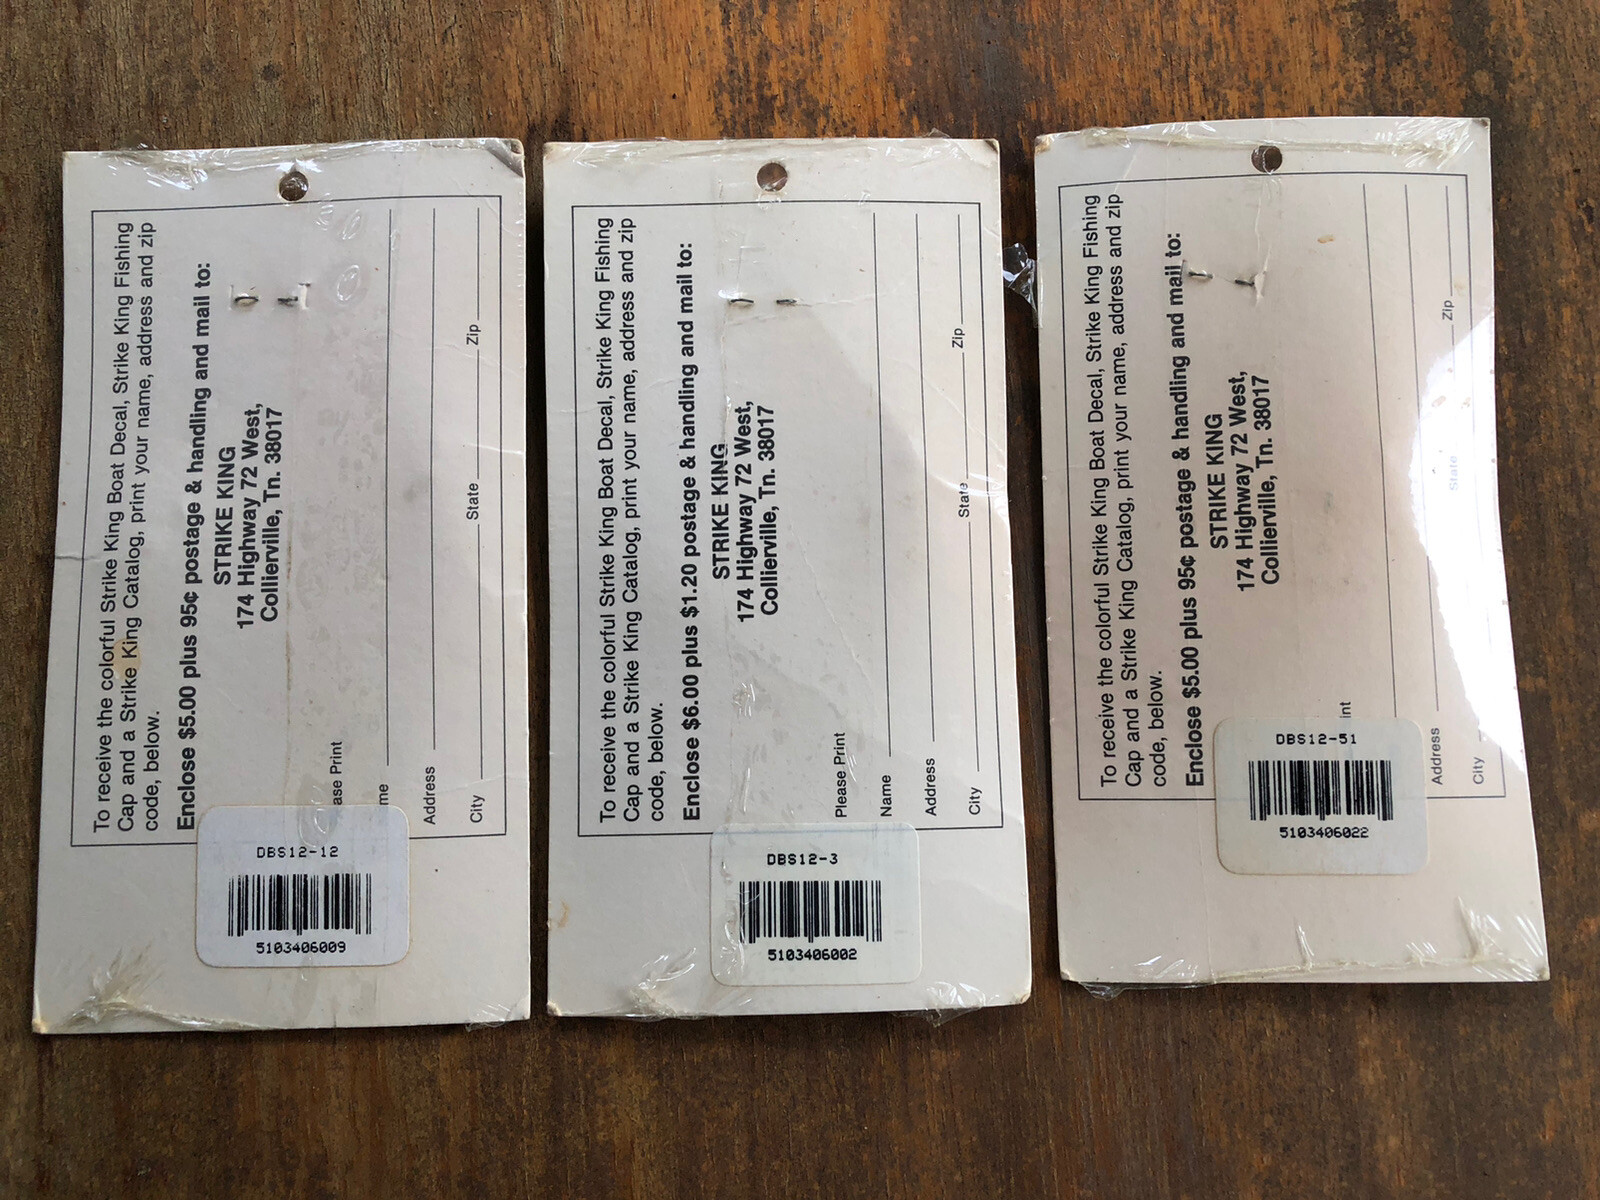 To receive the colorful Strike King Boat Decal, Strike King Fishing
Cap and a Strike King Catalog, print your name, address and zip
code, below.
Enclose $5.00 plus 95¢ postage & handling and mail to:
STRIKE KING
174 Highway 72 West,
Collierville, Tn. 38017
ase Print
me
Address
City State Zip
DBS12-12
5103406009
To receive the colorful Strike King Boat Decal, Strike King Fishing
Cap and a Strike King Catalog, print your name, address and zip
code, below.
Enclose $6.00 plus $1.20 postage & handling and mail to:
STRIKE KING
174 Highway 72 West,
Collierville, Tn. 38017
Please Print
Name
Address
City State Zip
DBS12-3
5103406002
To receive the colorful Strike King Boat Decal, Strike King Fishing
Cap and a Strike King Catalog, print your name, address and zip
code, below.
Enclose $5.00 plus 95¢ postage & handling and mail to:
STRIKE KING
174 Highway 72 West,
Collierville, Tn. 38017
int
Address
City State Zip
DBS12-51
5103406022